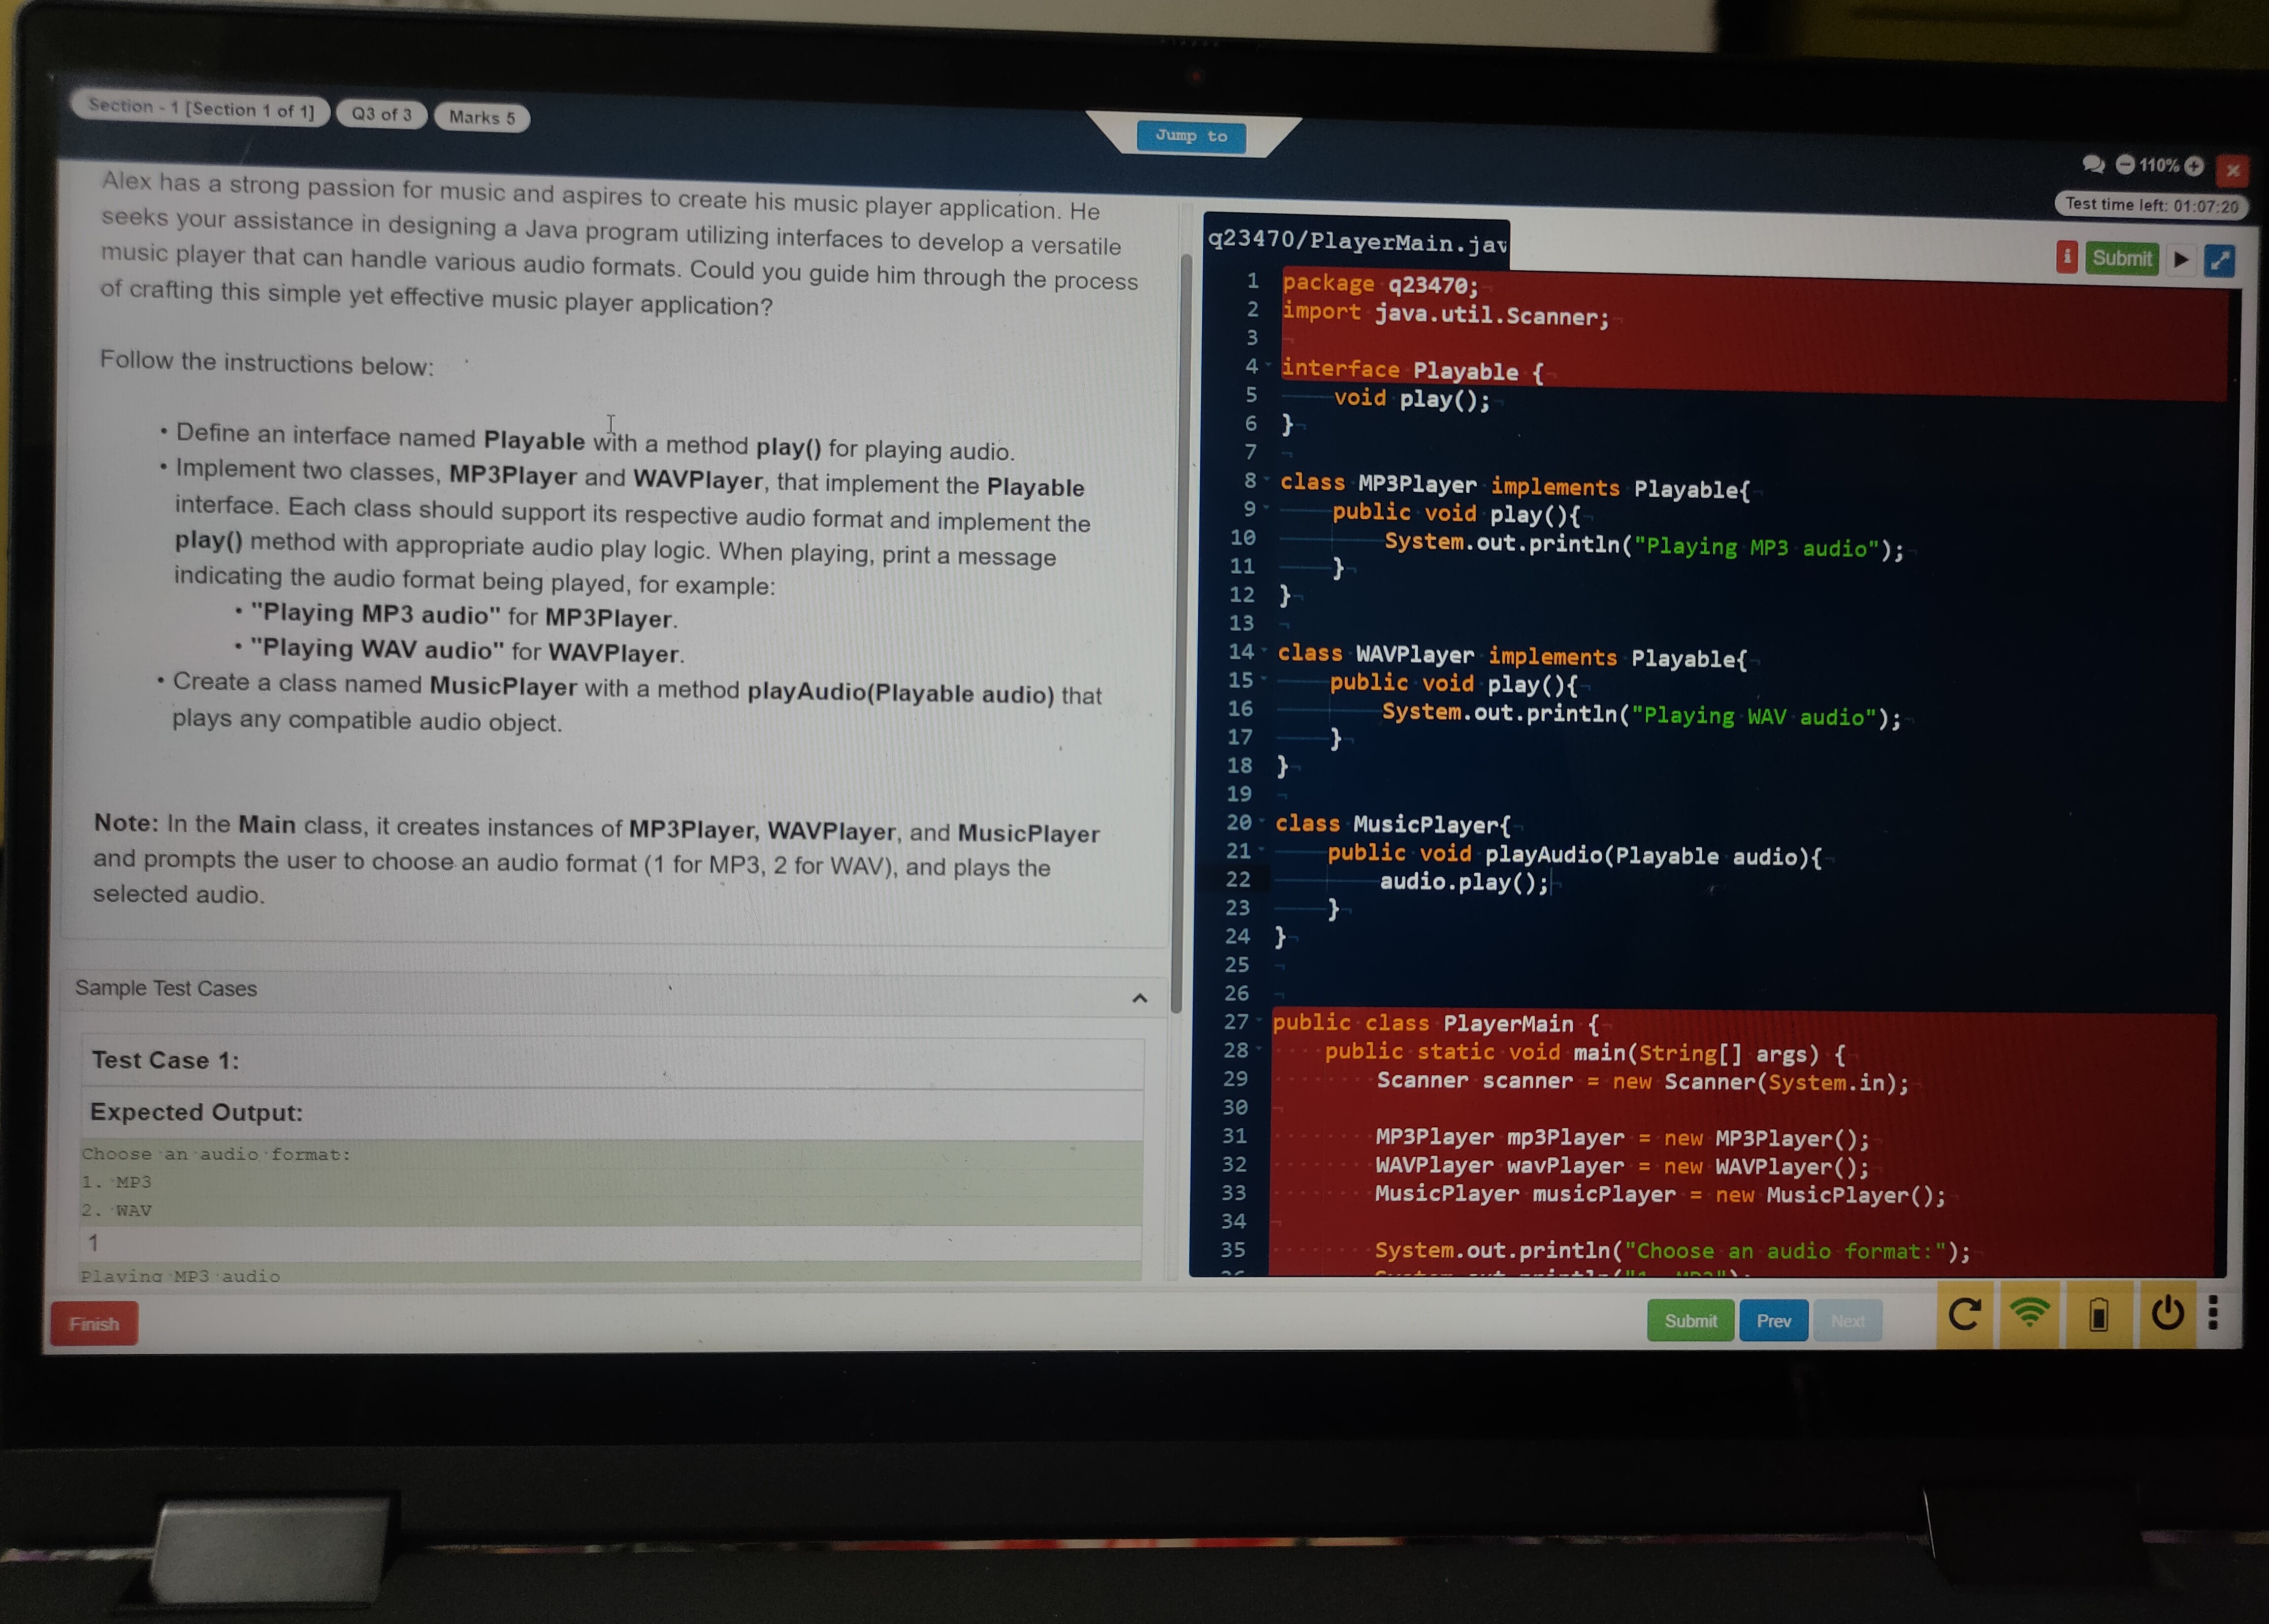 Section - 1 [Section 1 of 1] Q3 of 3 Marks 5
Jump to
110%
Test time left: 01:07:20
Alex has a strong passion for music and aspires to create his music player application. He
seeks your assistance in designing a Java program utilizing interfaces to develop a versatile
music player that can handle various audio formats. Could you guide him through the process
of crafting this simple yet effective music player application?
Follow the instructions below:
• Define an interface named Playable with a method play() for playing audio.
• Implement two classes, MP3Player and WAVPlayer, that implement the Playable
interface. Each class should support its respective audio format and implement the
play() method with appropriate audio play logic. When playing, print a message
indicating the audio format being played, for example:
• "Playing MP3 audio" for MP3Player.
• "Playing WAV audio" for WAVPlayer.
• Create a class named MusicPlayer with a method playAudio(Playable audio) that
plays any compatible audio object.
Note: In the Main class, it creates instances of MP3Player, WAVPlayer, and MusicPlayer
and prompts the user to choose an audio format (1 for MP3, 2 for WAV), and plays the
selected audio.
Sample Test Cases
Test Case 1:
Expected Output:
Choose an audio format:
1. MP3
2. WAV
1
Playing MP3 audio
Finish
q23470/PlayerMain.jav
Submit
1 package q23470;
2 import java.util.Scanner;
3
4 interface Playable {
5 void play();
6 }
7
8 class MP3Player implements Playable{
9 public void play(){
10 System.out.println("Playing MP3 audio");
11 }
12 }
13
14 class WAVPlayer implements Playable{
15 public void play(){
16 System.out.println("Playing WAV audio");
17 }
18 }
19
20 class MusicPlayer{
21 public void playAudio(Playable audio){
22 audio.play();
23 }
24 }
25
26
27 public class PlayerMain {
28 public static void main(String[] args) {
29 Scanner scanner = new Scanner(System.in);
30
31 MP3Player mp3Player = new MP3Player();
32 WAVPlayer wavPlayer = new WAVPlayer();
33 MusicPlayer musicPlayer = new MusicPlayer();
34
35 System.out.println("Choose an audio format:");
Submit Prev Next